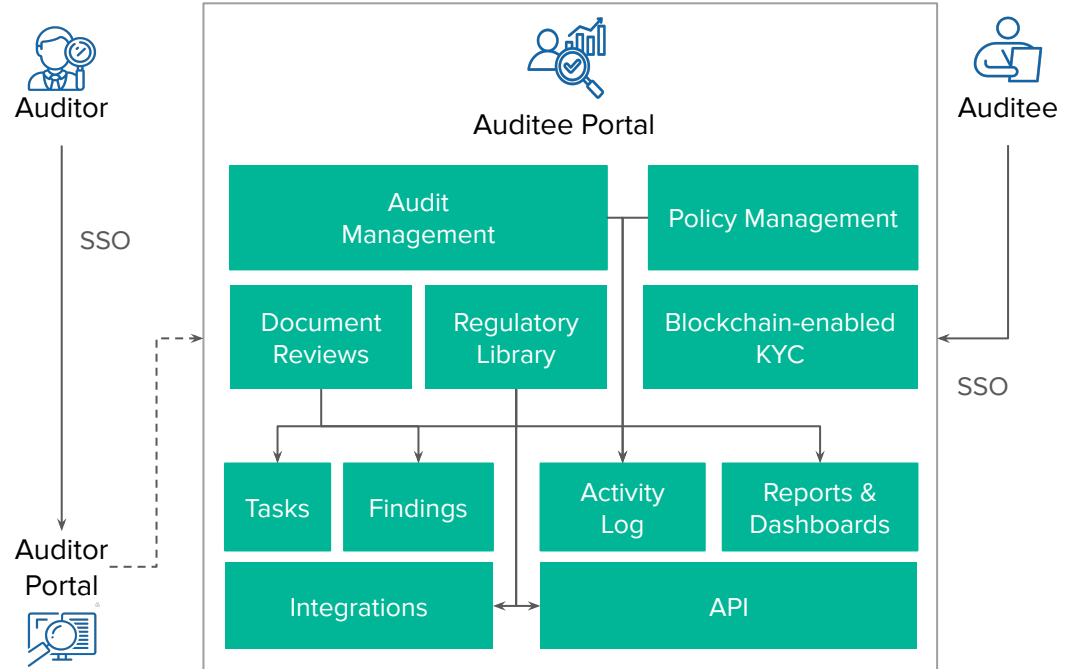 Auditor
Auditee Portal
Auditee
Audit
Management
Policy Management
SSO
Document
Reviews
Regulatory
Library
Blockchain-enabled
KYC
SSO
Tasks
Findings
Activity
Log
Reports &
Dashboards
Auditor
Portal
Integrations
API